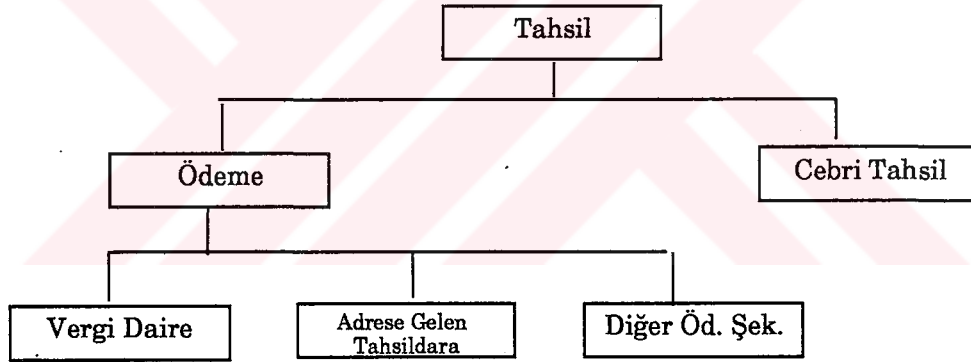 Tahsil
Ödeme
Cebri Tahsil
Vergi Daire
Adrese Gelen
Tahsildara
Diğer Öd. Şek.